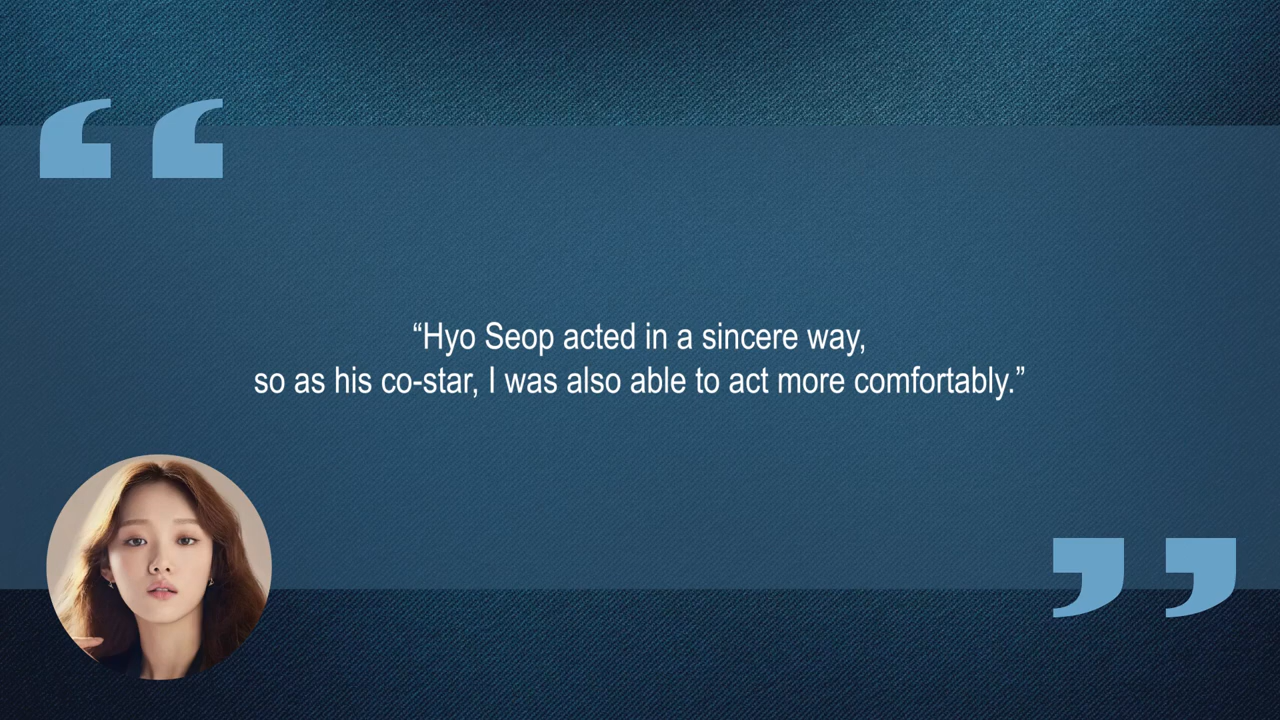 “Hyo Seop acted in a sincere way,
so as his co-star, I was also able to act more comfortably.”